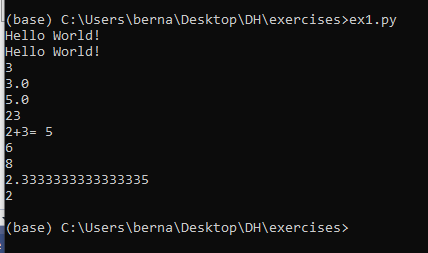 (base) C:\Users\berna\Desktop\DH\exercises>ex1.py
Hello World!
Hello World!
3
3.0
5.0
23
2+3= 5
6
8
2.3333333333333335
2
(base) C:\Users\berna\Desktop\DH\exercises>